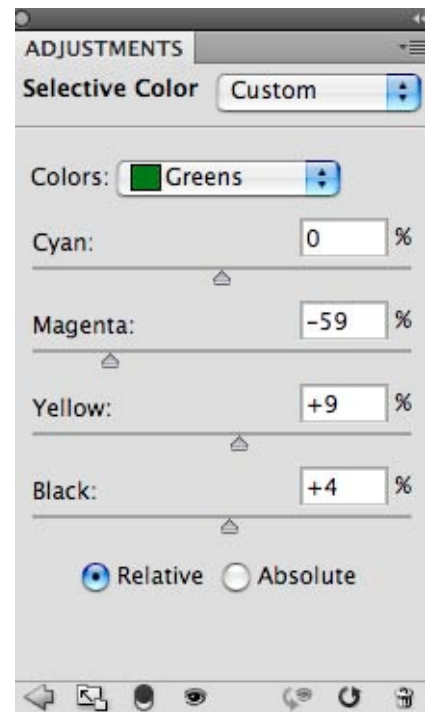 ADJUSTMENTS
Selective Color Custom
Colors: Greens
Cyan: 0 %
Magenta: -59 %
Yellow: +9 %
Black: +4 %
Relative Absolute